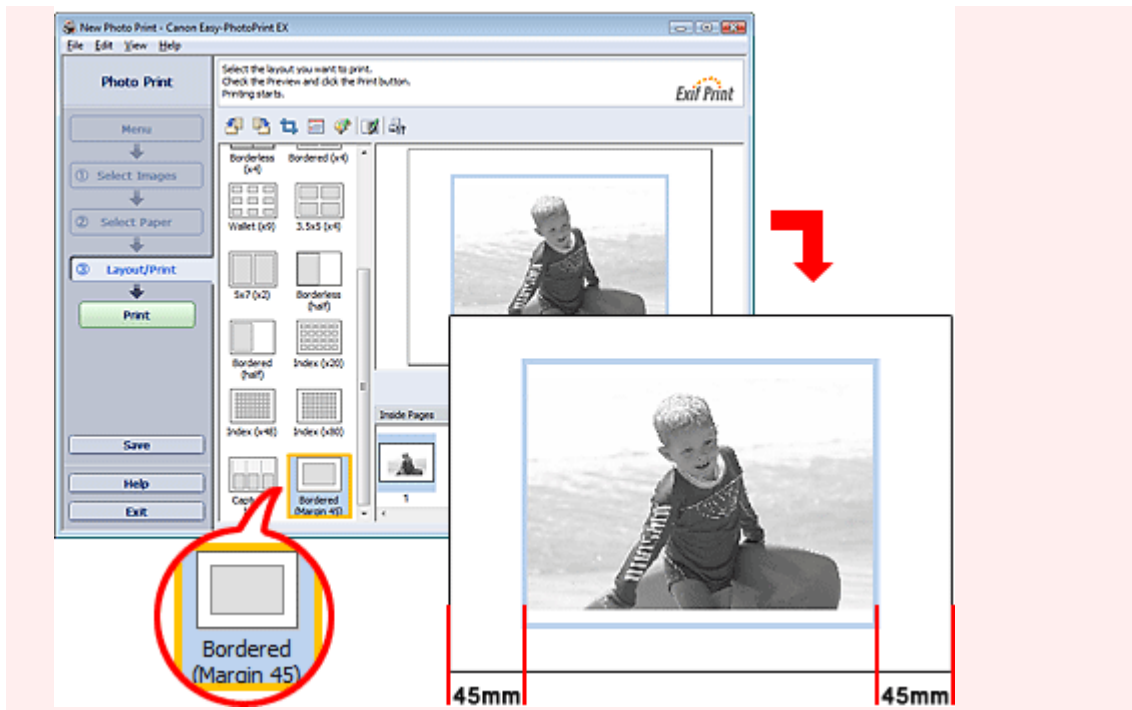 New Photo Print - Canon Easy-PhotoPrint EX
File Edit View Help
Photo Print
Select the layout you want to print.
Check the Preview and click the Print button.
Printing starts.
Exif Print
Menu
① Select Images
② Select Paper
③ Layout/Print
Print
Save
Help
Exit
Borderless
(x4)
Bordered (x4)
Wallet (x9)
3.5x5 (x4)
5x7 (x2)
Borderless
(half)
Bordered
(half)
Index (x20)
Index (x48)
Index (x80)
Bordered
(Margin 45)
Inside Pages
1
Bordered
(Margin 45)
45mm
45mm